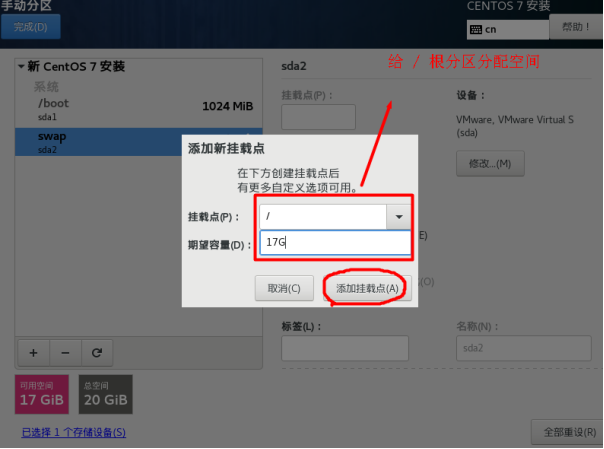 手动分区
CENTOS 7 安装
完成(D)
cn
帮助！
新 CentOS 7 安装
系统
/boot
1024 MiB
sda1
swap
sda2
sda2
给 / 根分区分配空间
挂载点(P)：
设备：
VMware, VMware Virtual S
(sda)
修改...(M)
添加新挂载点
在下方创建挂载点后
有更多自定义选项可用。
挂载点(P)：
/
期望容量(D)：
17G
E)
取消(C)
添加挂载点(A)
(O)
标签(L)：
名称(N)：
sda2
+ − C
可用空间
17 GiB
总空间
20 GiB
已选择 1 个存储设备(S)
全部重设(R)